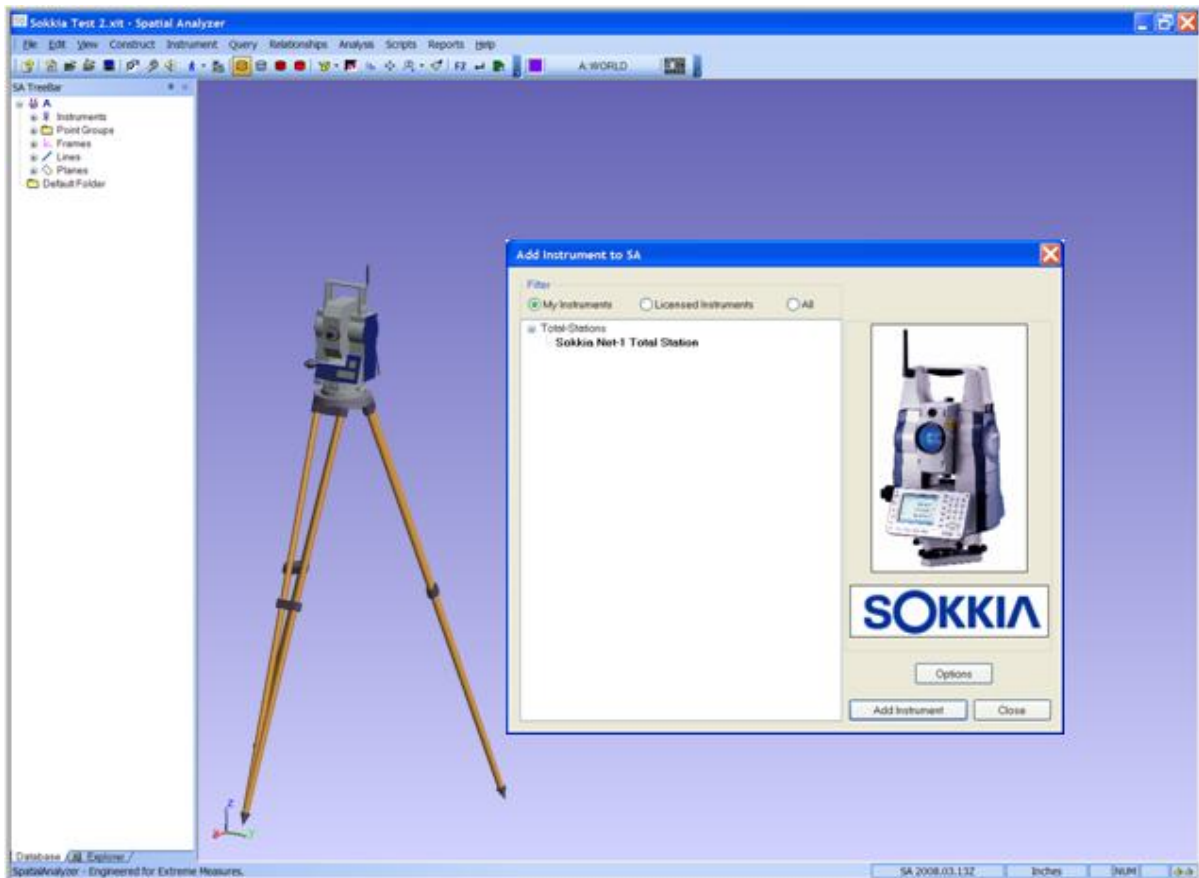 Sokkia Test 2.xit - Spatial Analyzer
File Edit View Construct Instrument Query Relationships Analysis Scripts Reports Help
A:WORLD
SA TreeBar
A
Instruments
Point Groups
Frames
Lines
Planes
Default Folder
Add Instrument to SA
Filter
My Instruments Licensed Instruments All
Total-Stations
Sokkia Net-1 Total Station
SOKKIA
Options
Add Instrument Close
Z
Y
Database Explorer
SpatialAnalyzer - Engineered for Extreme Measures. SA 2008.03.13Z Inches NUM